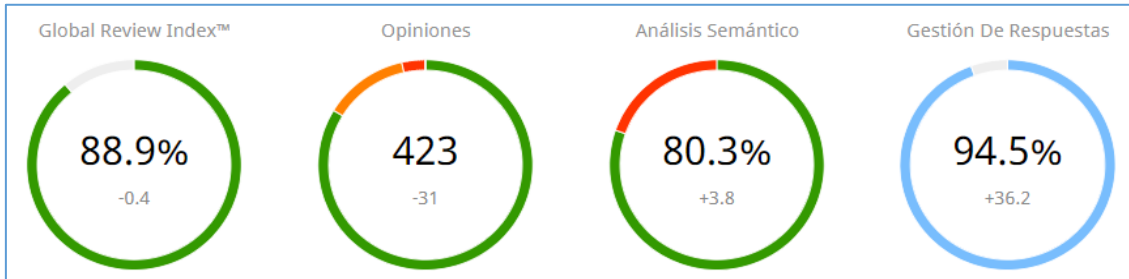 Global Review Index™ Opiniones Análisis Semántico Gestión De Respuestas
88.9% 423 80.3% 94.5%
-0.4 -31 +3.8 +36.2